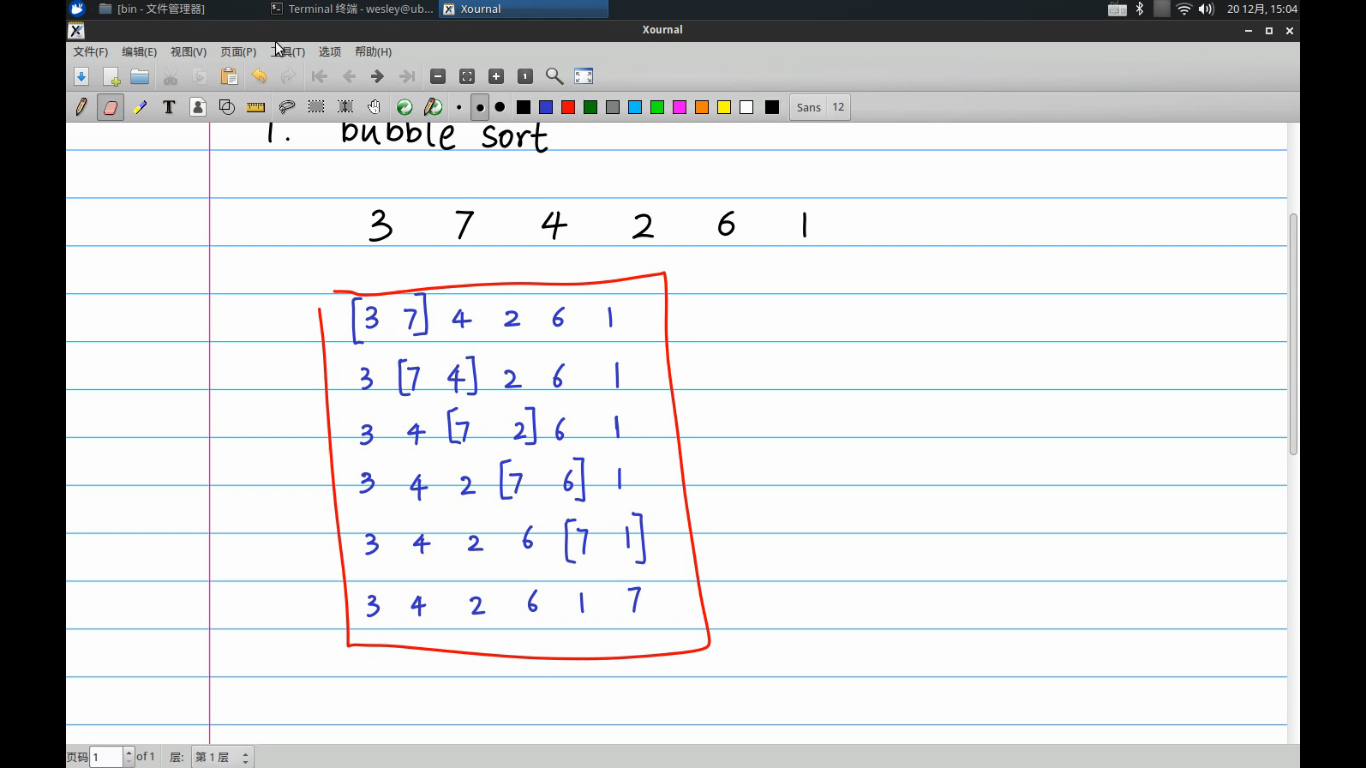 [bin - 文件管理器] Terminal 终端 - wesley@ub... Xournal 20 12月, 15:04
Xournal
文件(F) 编辑(E) 视图(V) 页面(P) 具(T) 选项 帮助(H)
Sans 12
1. bubble sort
3 7 4 2 6 1
[3 7] 4 2 6 1
3 [7 4] 2 6 1
3 4 [7 2] 6 1
3 4 2 [7 6] 1
3 4 2 6 [7 1]
3 4 2 6 1 7
页码 1 of 1 层: 第 1 层